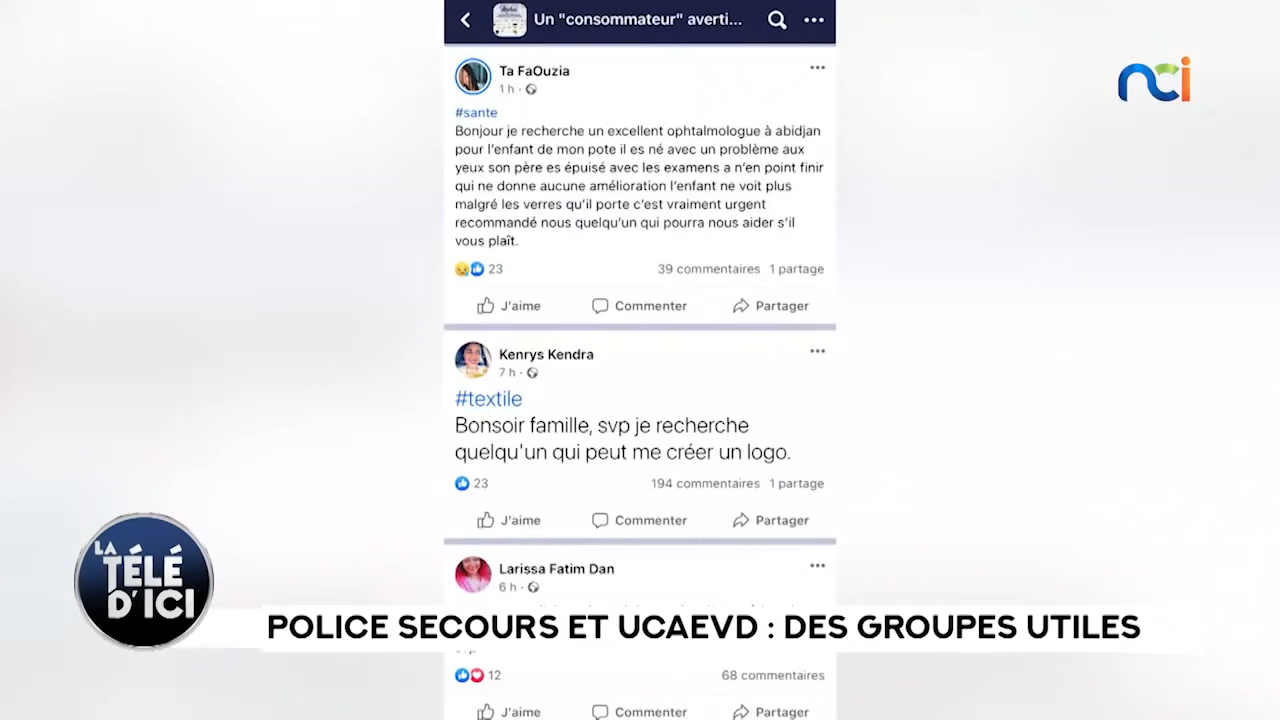 Un "consommateur" averti...
nci
Ta FaOuzia
1 h ·
#sante
Bonjour je recherche un excellent ophtalmologue à abidjan
pour l'enfant de mon pote il es né avec un problème aux
yeux son père es épuisé avec les examens a n'en point finir
qui ne donne aucune amélioration l'enfant ne voit plus
malgré les verres qu'il porte c'est vraiment urgent
recommandé nous quelqu'un qui pourra nous aider s'il
vous plaît.
23 39 commentaires 1 partage
J'aime Commenter Partager
Kenrys Kendra
7 h ·
#textile
Bonsoir famille, svp je recherche
quelqu'un qui peut me créer un logo.
23 194 commentaires 1 partage
J'aime Commenter Partager
Larissa Fatim Dan
6 h ·
LA
TÉLÉ
D'ICI
POLICE SECOURS ET UCAEVD : DES GROUPES UTILES
12 68 commentaires
J'aime Commenter Partager